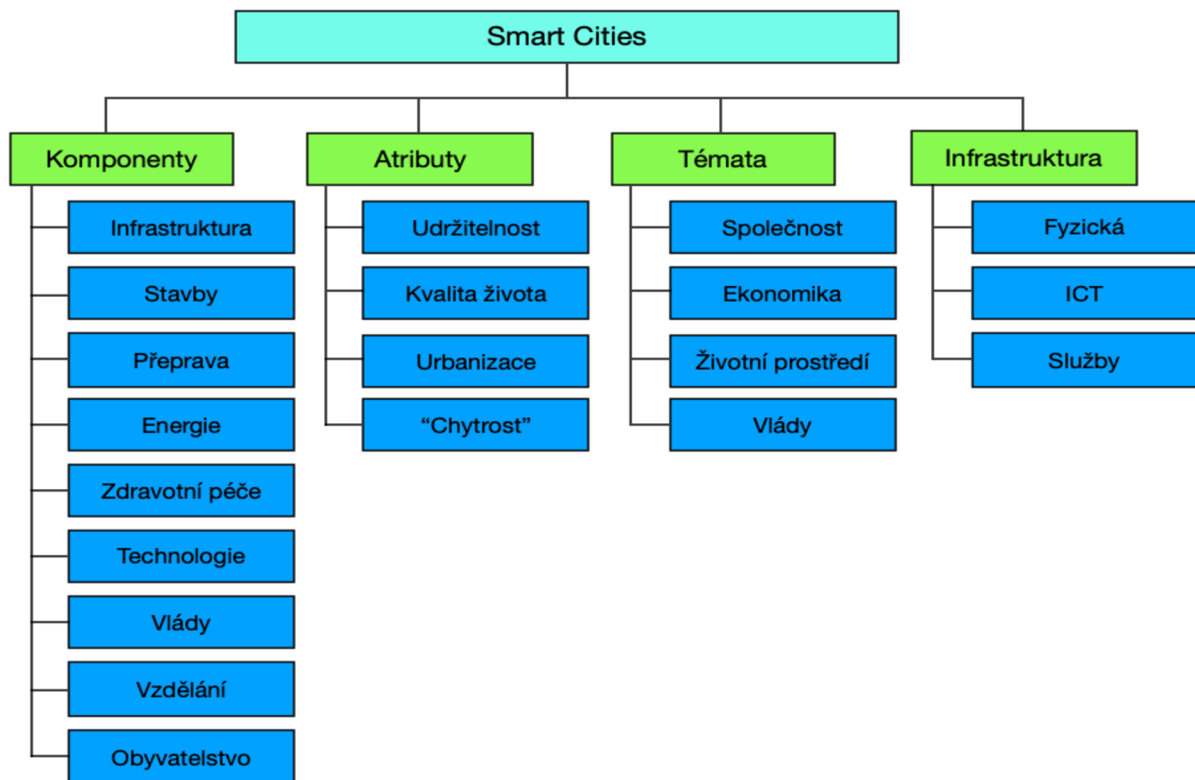 Smart Cities
Komponenty
Infrastruktura
Stavby
Přeprava
Energie
Zdravotní péče
Technologie
Vlády
Vzdělání
Obyvatelstvo
Atributy
Udržitelnost
Kvalita života
Urbanizace
“Chytrost”
Témata
Společnost
Ekonomika
Životní prostředí
Vlády
Infrastruktura
Fyzická
ICT
Služby